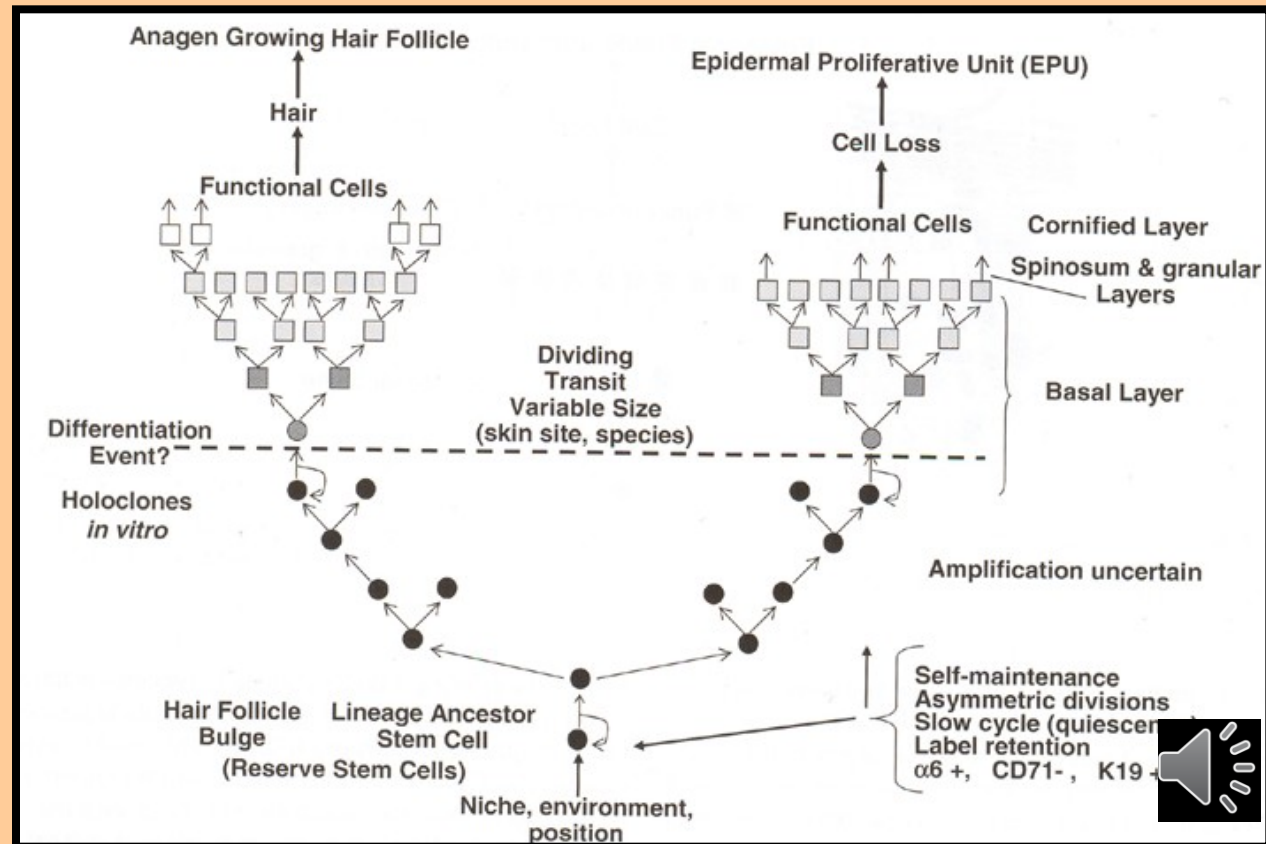 Anagen Growing Hair Follicle
Hair
Functional Cells
Epidermal Proliferative Unit (EPU)
Cell Loss
Functional Cells
Cornified Layer
Spinosum & granular
Layers
Basal Layer
Dividing
Transit
Variable Size
(skin site, species)
Differentiation
Event?
Holoclones
in vitro
Amplification uncertain
Hair Follicle
Bulge
Lineage Ancestor
Stem Cell
(Reserve Stem Cells)
Niche, environment,
position
Self-maintenance
Asymmetric divisions
Slow cycle
Label retention
α6 +, CD71- , K19 +